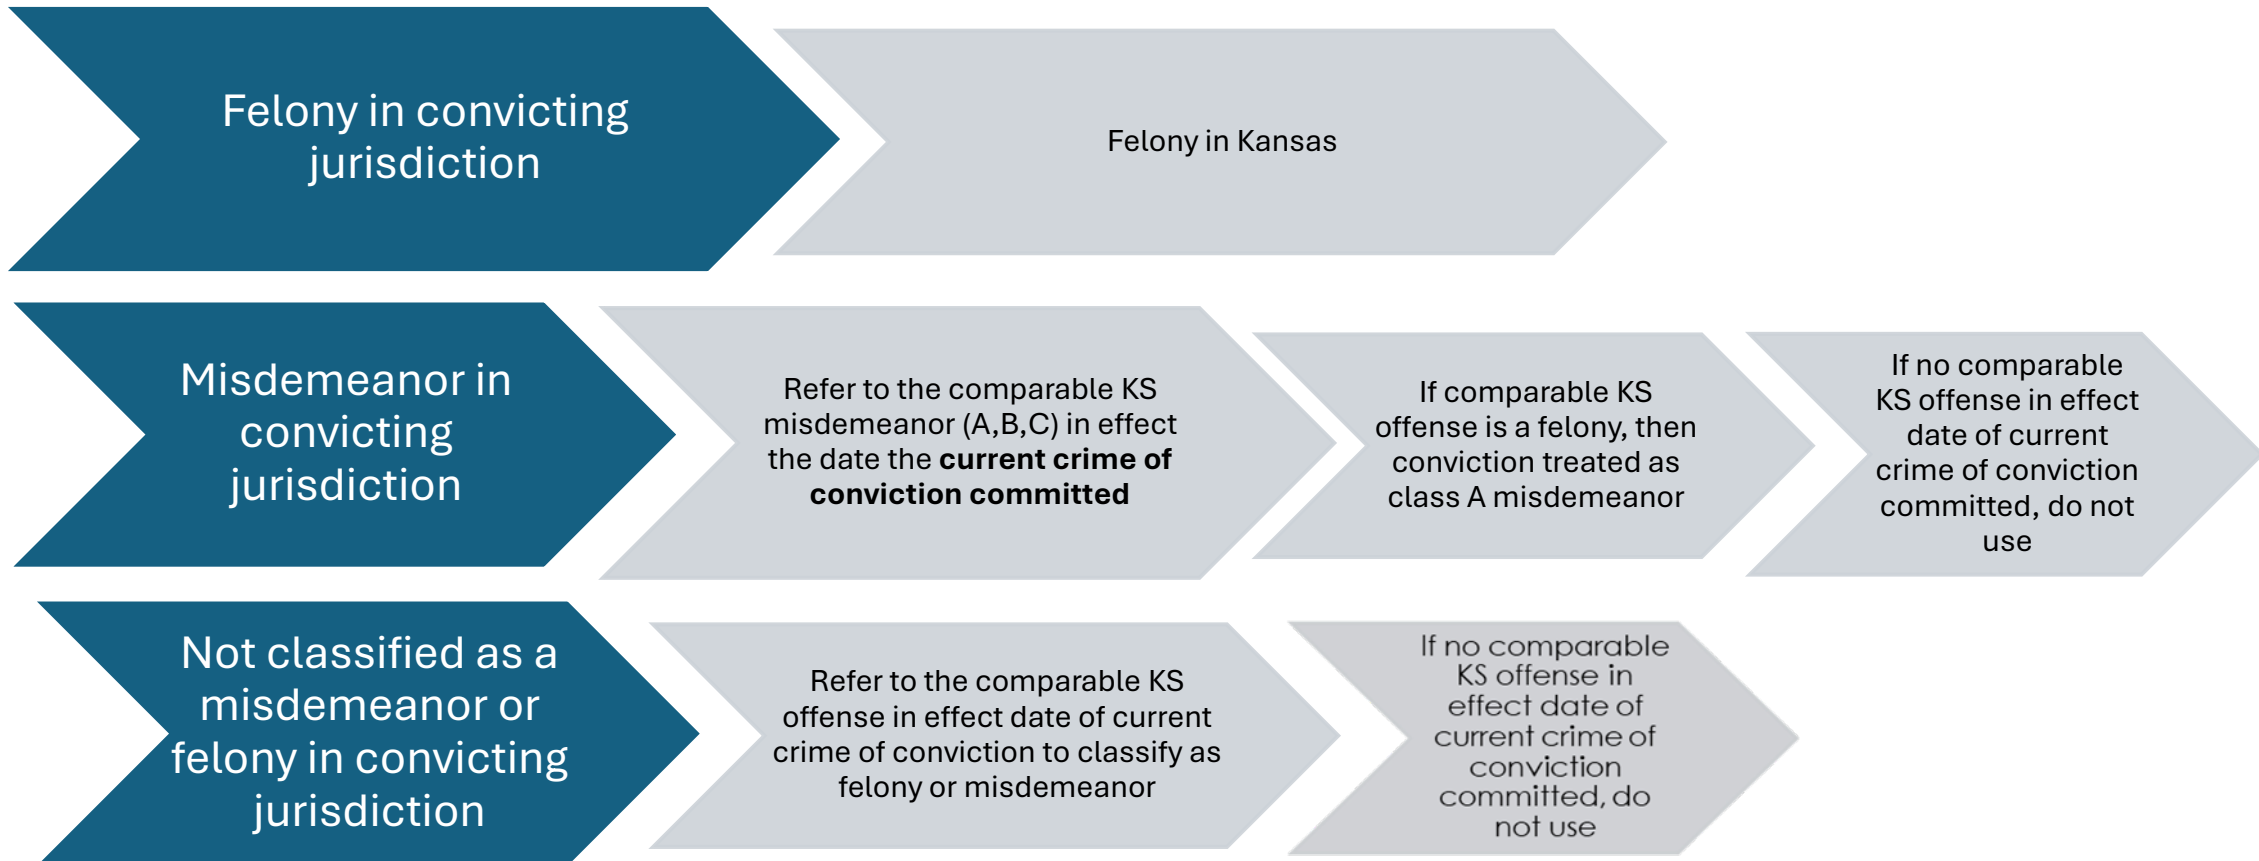 Felony in convicting
jurisdiction
Felony in Kansas
Misdemeanor in
convicting
jurisdiction
Refer to the comparable KS
misdemeanor (A,B,C) in effect
the date the current crime of
conviction committed
If comparable KS
offense is a felony, then
conviction treated as
class A misdemeanor
If no comparable
KS offense in effect
date of current
crime of conviction
committed, do not
use
Not classified as a
misdemeanor or
felony in convicting
jurisdiction
Refer to the comparable KS
offense in effect date of current
crime of conviction to classify as
felony or misdemeanor
If no comparable
KS offense in
effect date of
current crime of
conviction
committed, do
not use